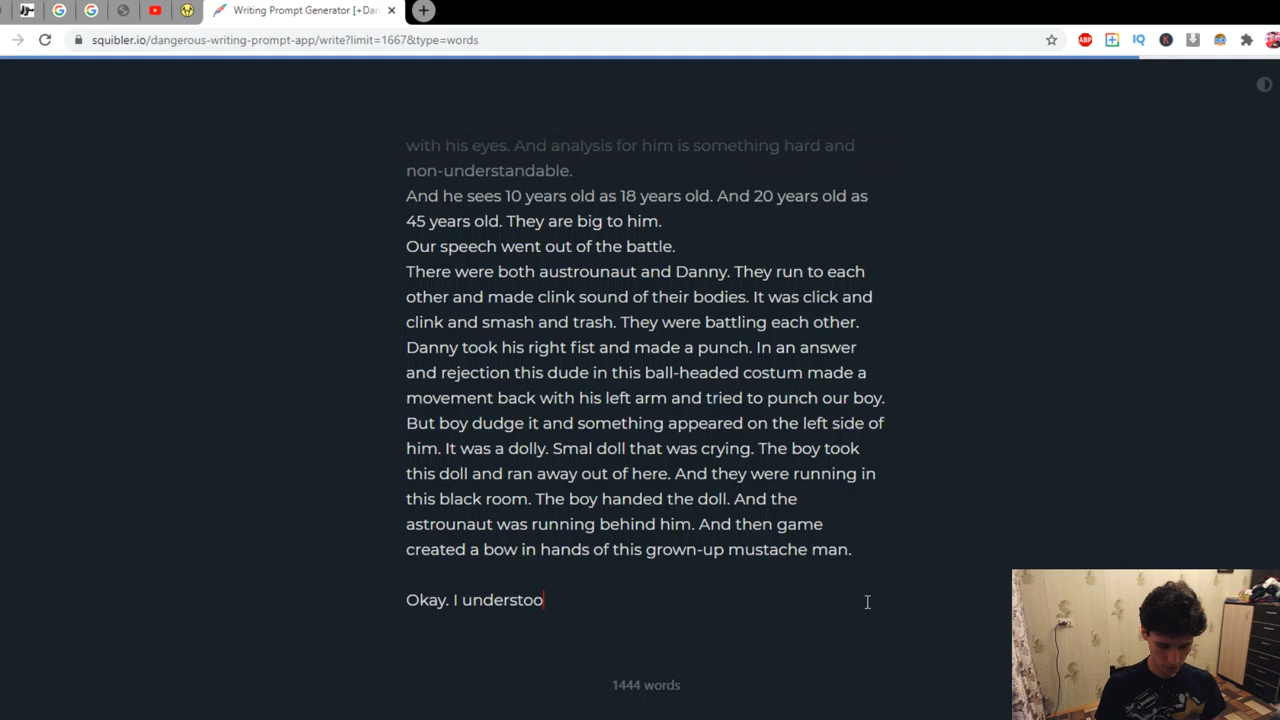 Writing Prompt Generator [+Dan
squibler.io/dangerous-writing-prompt-app/write?limit=1667&type=words
ABP
IQ
K
with his eyes. And analysis for him is something hard and
non-understandable.
And he sees 10 years old as 18 years old. And 20 years old as
45 years old. They are big to him.
Our speech went out of the battle.
There were both austrounaut and Danny. They run to each
other and made clink sound of their bodies. It was click and
clink and smash and trash. They were battling each other.
Danny took his right fist and made a punch. In an answer
and rejection this dude in this ball-headed costum made a
movement back with his left arm and tried to punch our boy.
But boy dudge it and something appeared on the left side of
him. It was a dolly. Smal doll that was crying. The boy took
this doll and ran away out of here. And they were running in
this black room. The boy handed the doll. And the
astrounaut was running behind him. And then game
created a bow in hands of this grown-up mustache man.
Okay. I understoo
1444 words